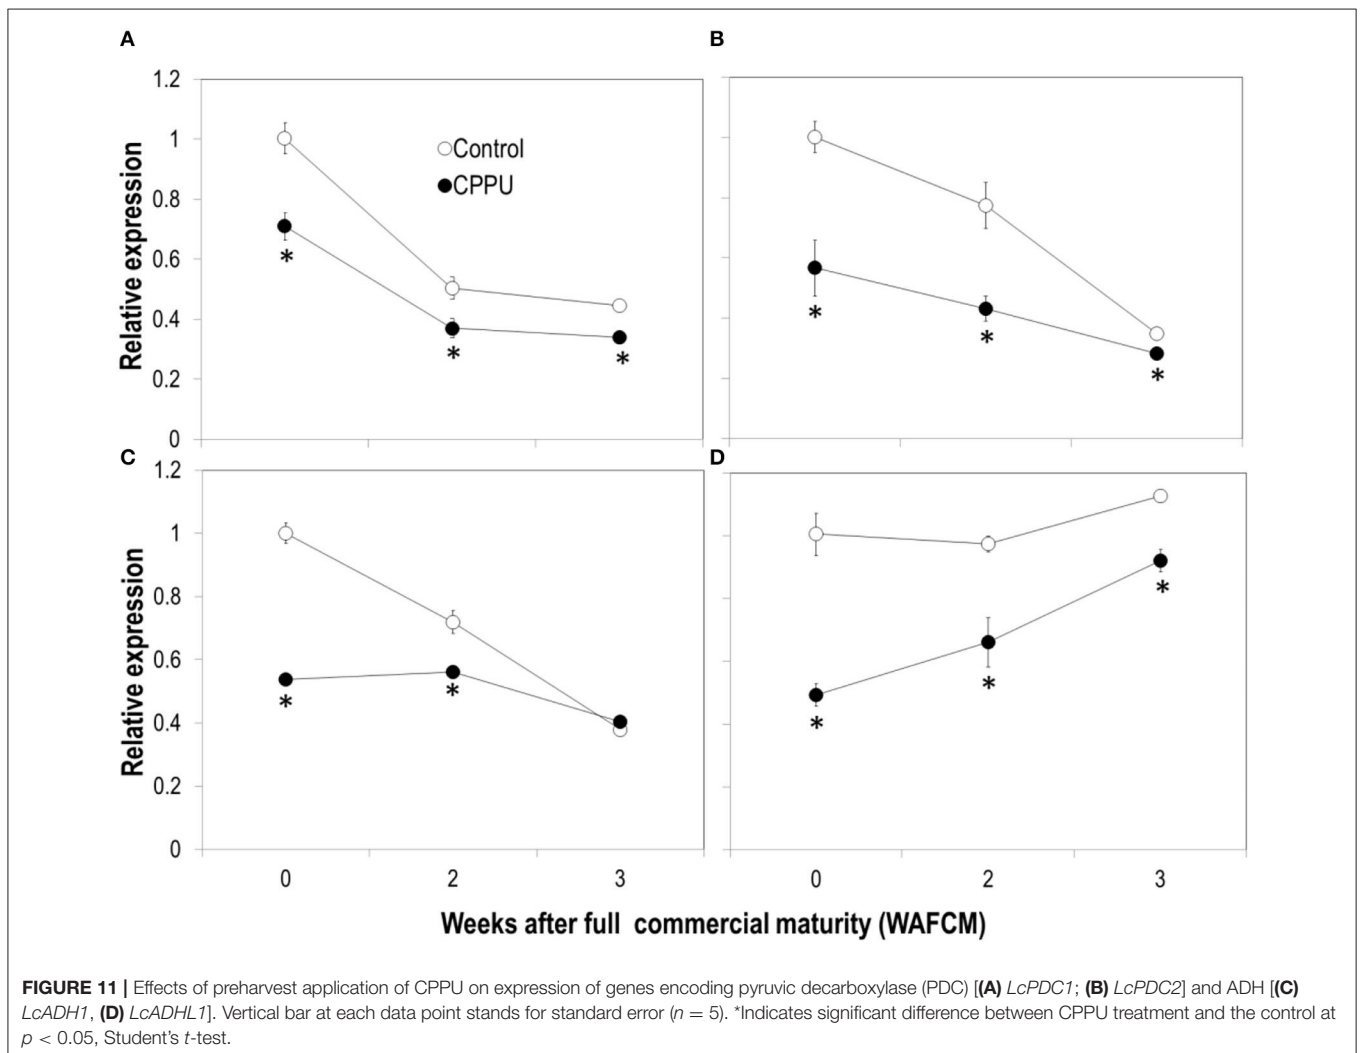 A
B
1.2
1
0.8
0.6
0.4
0.2
0
Relative expression
Control
CPPU
*
*
*
*
*
*
C
D
1.2
1
0.8
0.6
0.4
0.2
0
Relative expression
*
*
*
*
*
0 2 3 0 2 3
Weeks after full commercial maturity (WAFCM)
FIGURE 11 | Effects of preharvest application of CPPU on expression of genes encoding pyruvic decarboxylase (PDC) [(A) LcPDC1; (B) LcPDC2] and ADH [(C)
LcADH1, (D) LcADHL1]. Vertical bar at each data point stands for standard error (n = 5). *Indicates significant difference between CPPU treatment and the control at
p < 0.05, Student's t-test.